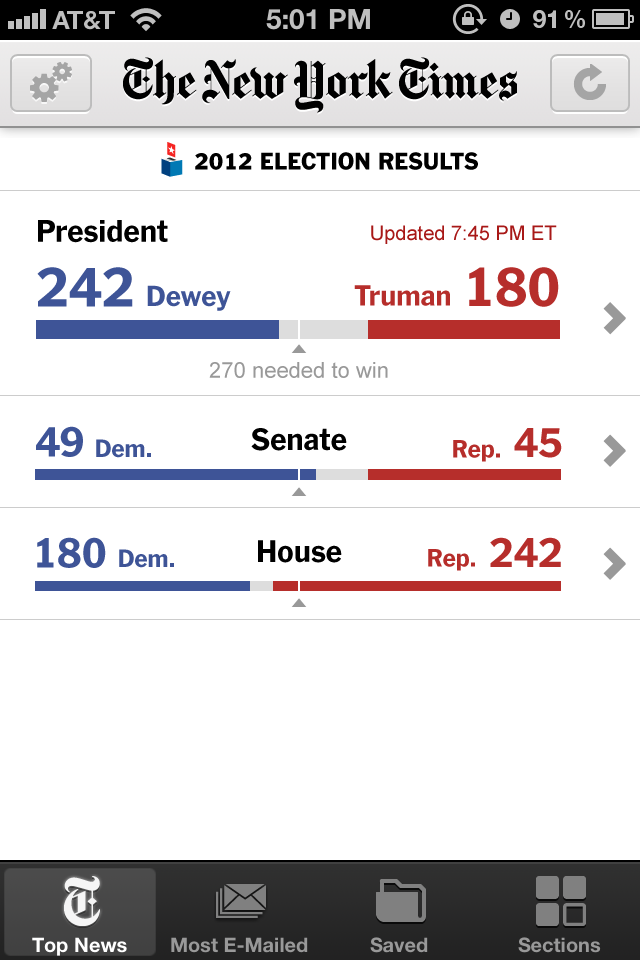 AT&T 5:01 PM 91 %
The New York Times
2012 ELECTION RESULTS
President Updated 7:45 PM ET
242 Dewey Truman 180
270 needed to win
49 Dem. Senate Rep. 45
180 Dem. House Rep. 242
T
Top News Most E-Mailed Saved Sections